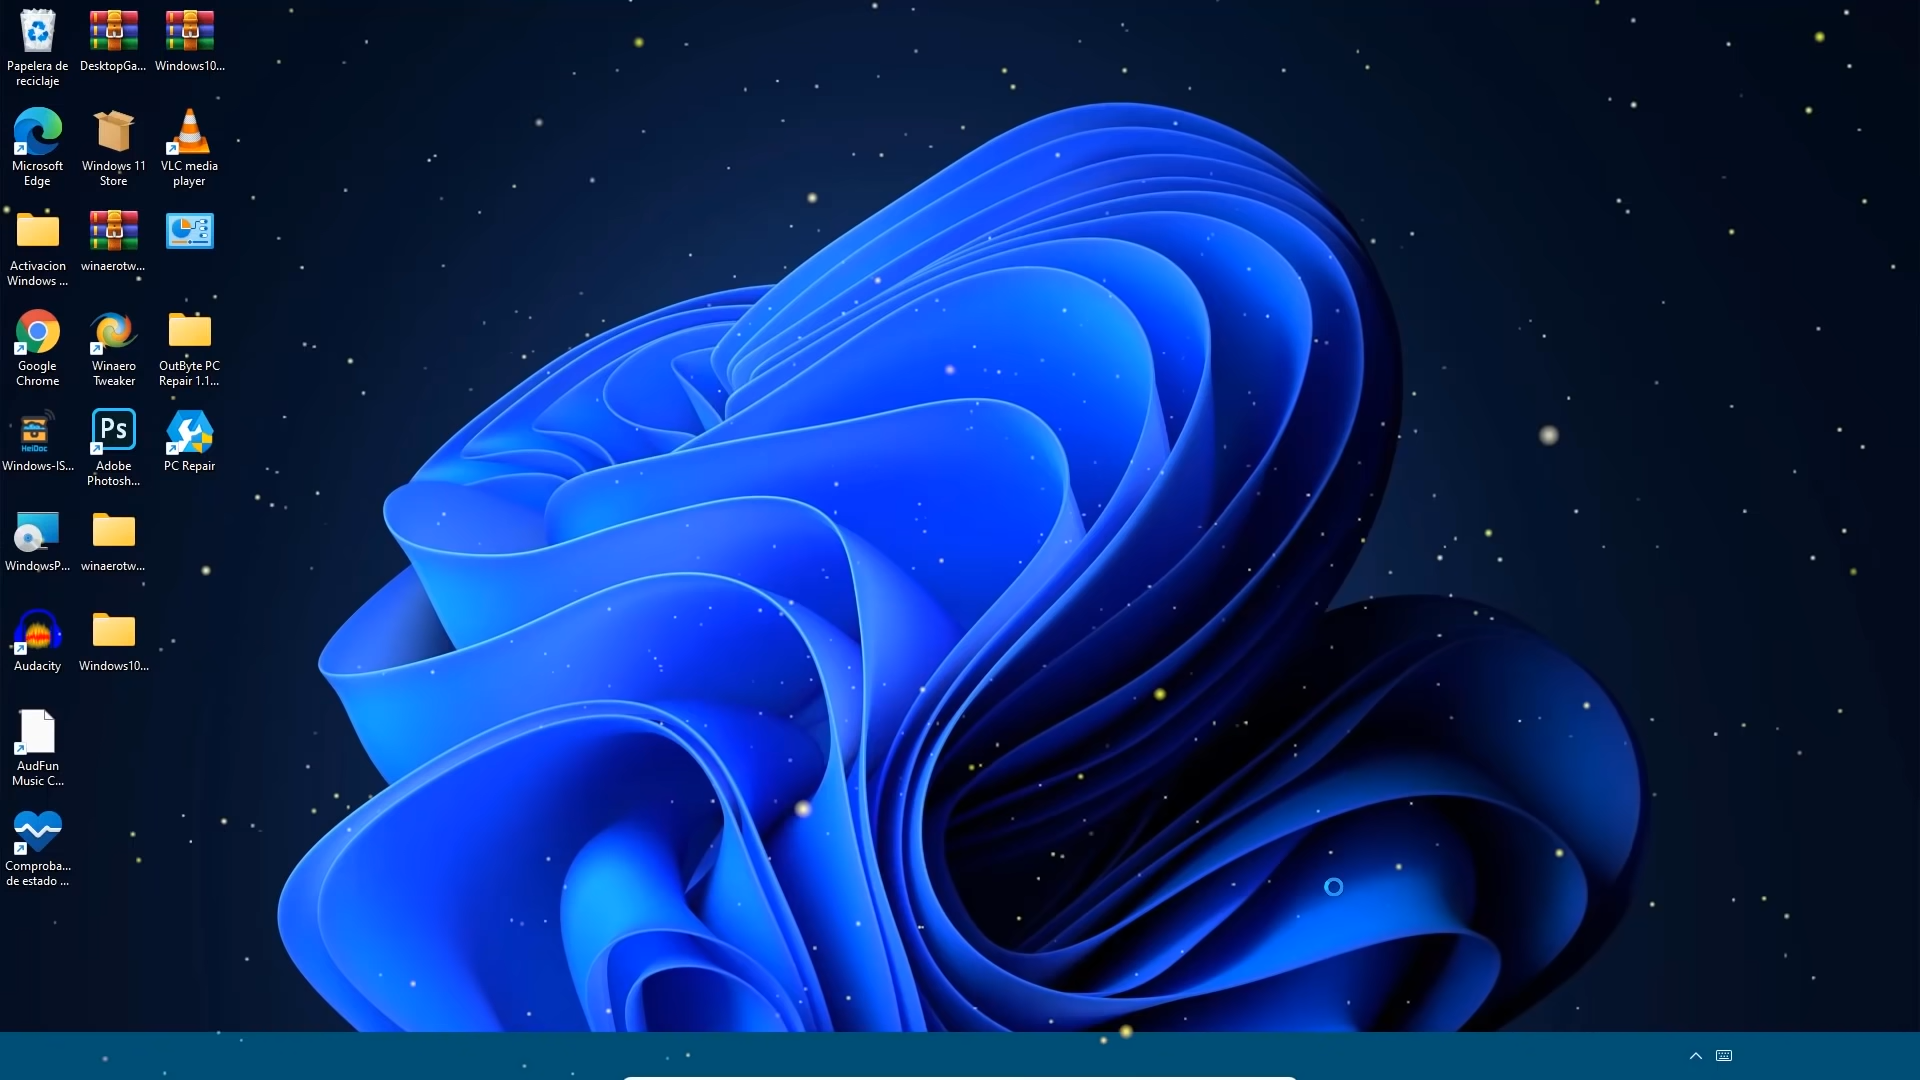 Papelera de
reciclaje
DesktopGa...
Windows10...
Microsoft
Edge
Windows 11
Store
VLC media
player
Activacion
Windows ...
winaerotw...
Google
Chrome
Winaero
Tweaker
OutByte PC
Repair 1.1...
HeiDoc
Windows-IS...
Ps
Adobe
Photosh...
PC Repair
WindowsP...
winaerotw...
Audacity
Windows10...
AudFun
Music C...
Comproba...
de estado ...